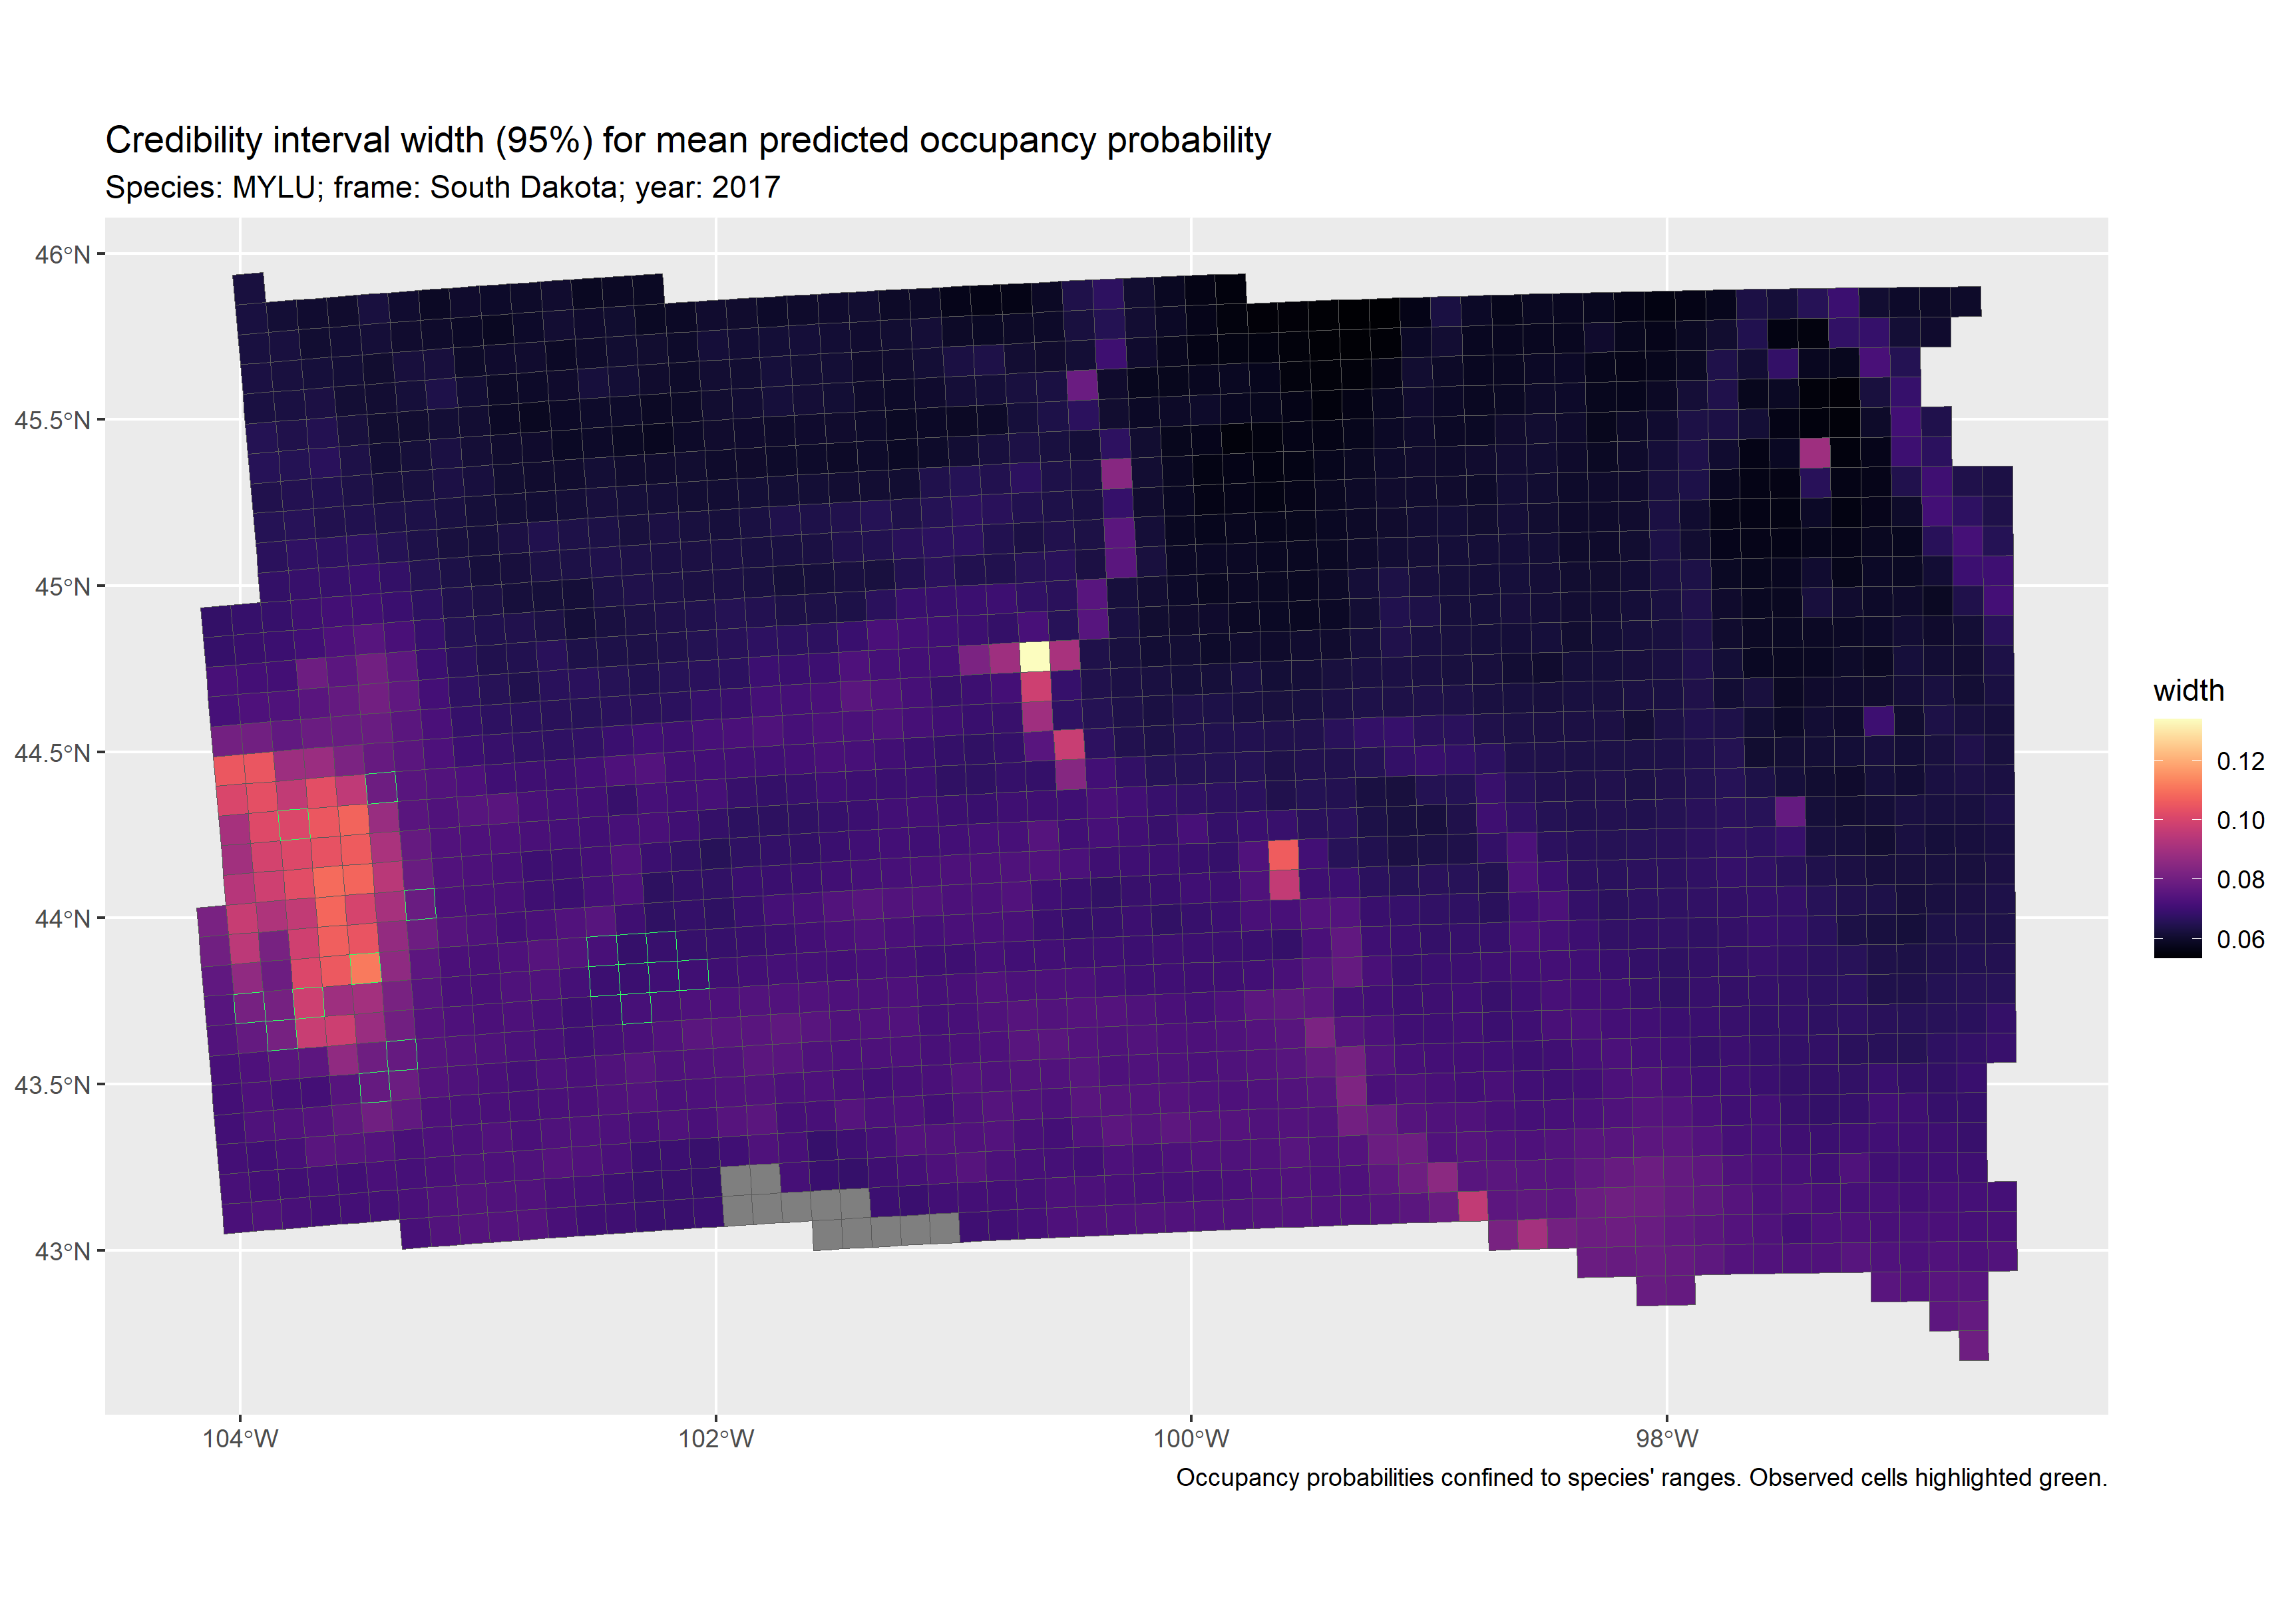 Credibility interval width (95%) for mean predicted occupancy probability
Species: MYLU; frame: South Dakota; year: 2017
46°N
45.5°N
45°N
44.5°N
44°N
43.5°N
43°N
104°W
102°W
100°W
98°W
width
0.12
0.10
0.08
0.06
Occupancy probabilities confined to species' ranges. Observed cells highlighted green.